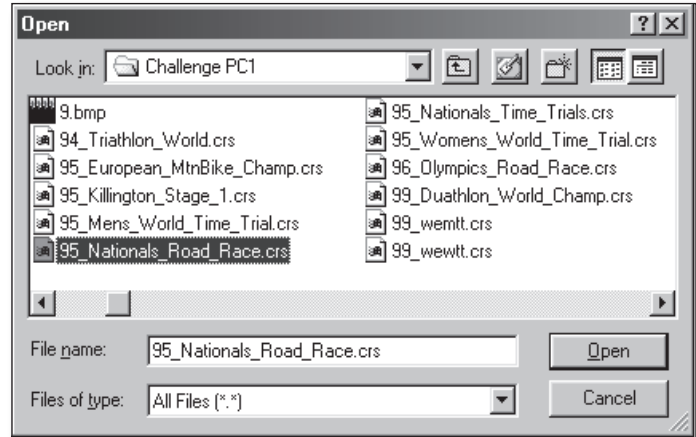 Open
Look in: Challenge PC1
9.bmp
94_Triathlon_World.crs
95_European_MtnBike_Champ.crs
95_Killington_Stage_1.crs
95_Mens_World_Time_Trial.crs
95_Nationals_Road_Race.crs
95_Nationals_Time_Trials.crs
95_Womens_World_Time_Trial.crs
96_Olympics_Road_Race.crs
99_Duathlon_World_Champ.crs
99_wemtt.crs
99_wewtt.crs
File name: 95_Nationals_Road_Race.crs
Open
Files of type: All Files (*.*)
Cancel